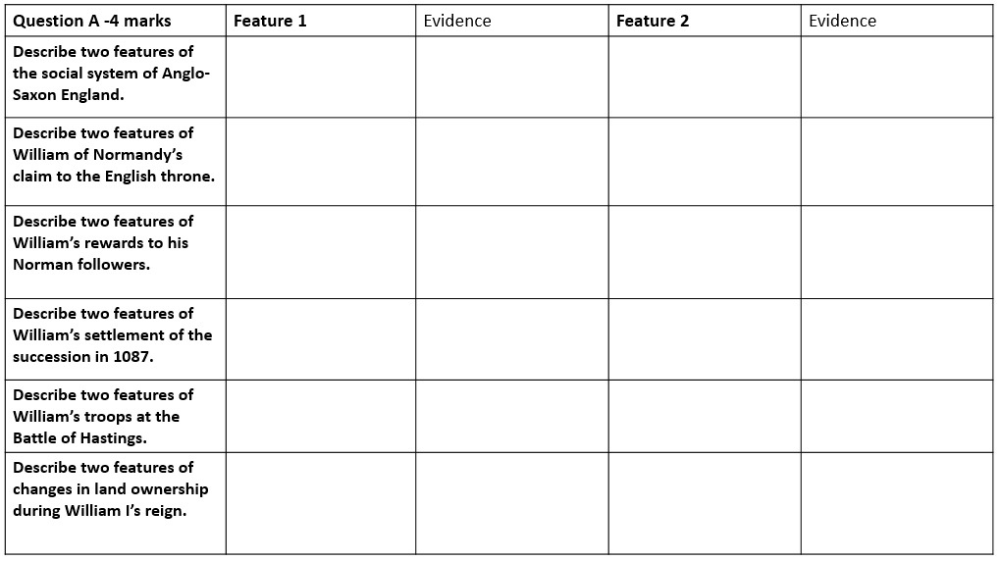 Question A -4 marks
Feature 1
Evidence
Feature 2
Evidence
Describe two features of
the social system of Anglo-
Saxon England.
Describe two features of
William of Normandy’s
claim to the English throne.
Describe two features of
William’s rewards to his
Norman followers.
Describe two features of
William’s settlement of the
succession in 1087.
Describe two features of
William’s troops at the
Battle of Hastings.
Describe two features of
changes in land ownership
during William I’s reign.